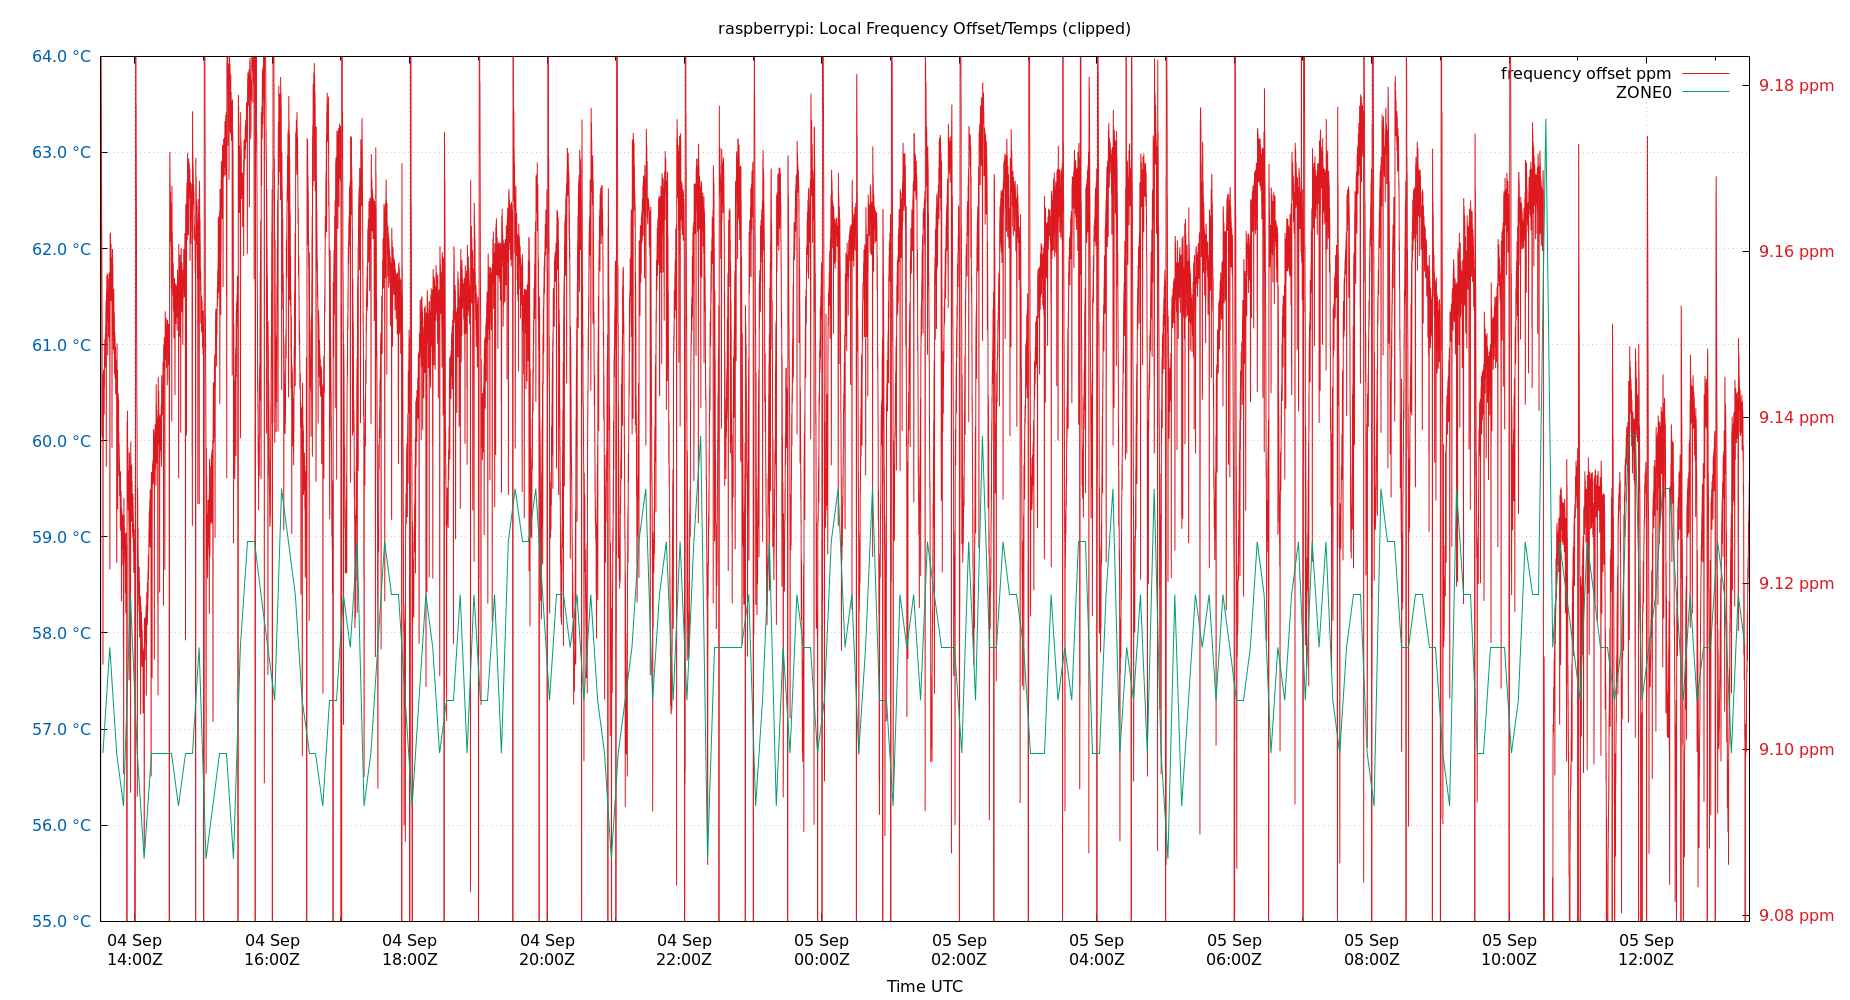 raspberrypi: Local Frequency Offset/Temps (clipped)
frequency offset ppm
ZONE0
64.0 °C
63.0 °C
62.0 °C
61.0 °C
60.0 °C
59.0 °C
58.0 °C
57.0 °C
56.0 °C
55.0 °C
9.18 ppm
9.16 ppm
9.14 ppm
9.12 ppm
9.10 ppm
9.08 ppm
04 Sep 04 Sep 04 Sep 04 Sep 04 Sep 05 Sep 05 Sep 05 Sep 05 Sep 05 Sep 05 Sep 05 Sep
14:00Z 16:00Z 18:00Z 20:00Z 22:00Z 00:00Z 02:00Z 04:00Z 06:00Z 08:00Z 10:00Z 12:00Z
Time UTC